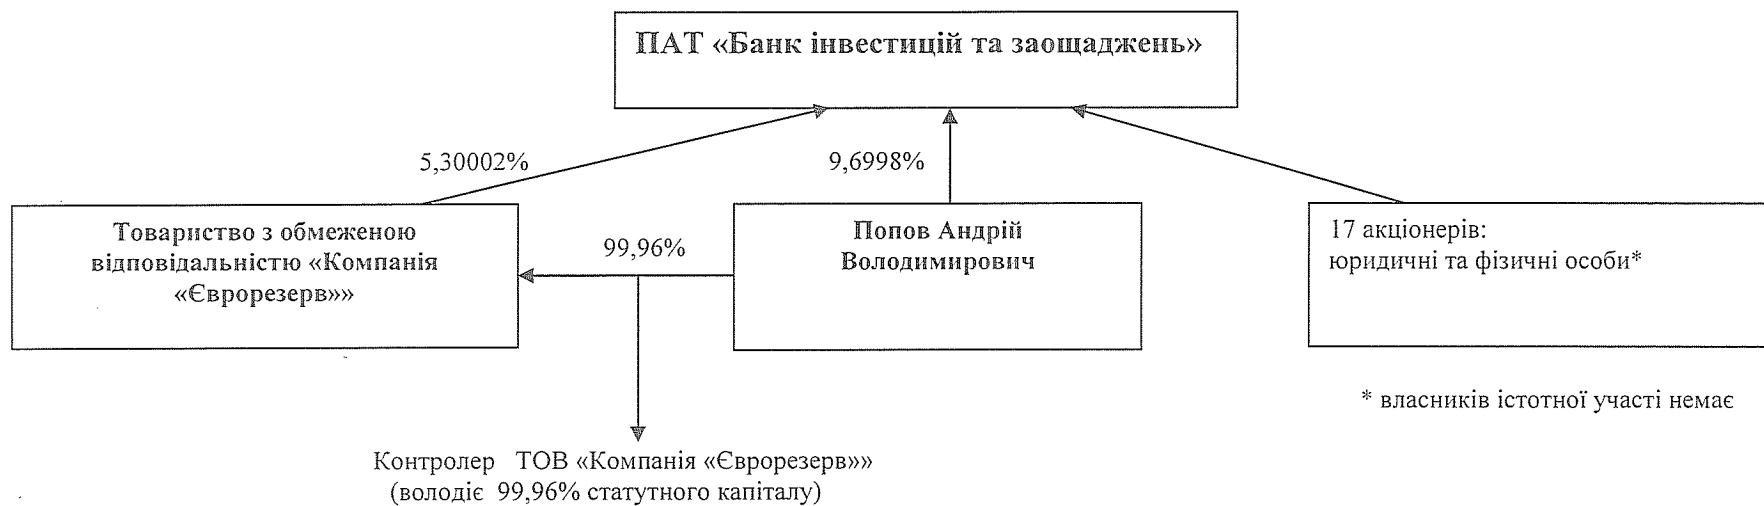 ПАТ «Банк інвестицій та заощаджень»
5,30002%
9,6998%
Товариство з обмеженою
відповідальністю «Компанія
«Єврорезерв»»
99,96%
Попов Андрій
Володимирович
17 акціонерів:
юридичні та фізичні особи*
* власників істотної участі немає
Контролер ТОВ «Компанія «Єврорезерв»»
(володіє 99,96% статутного капіталу)